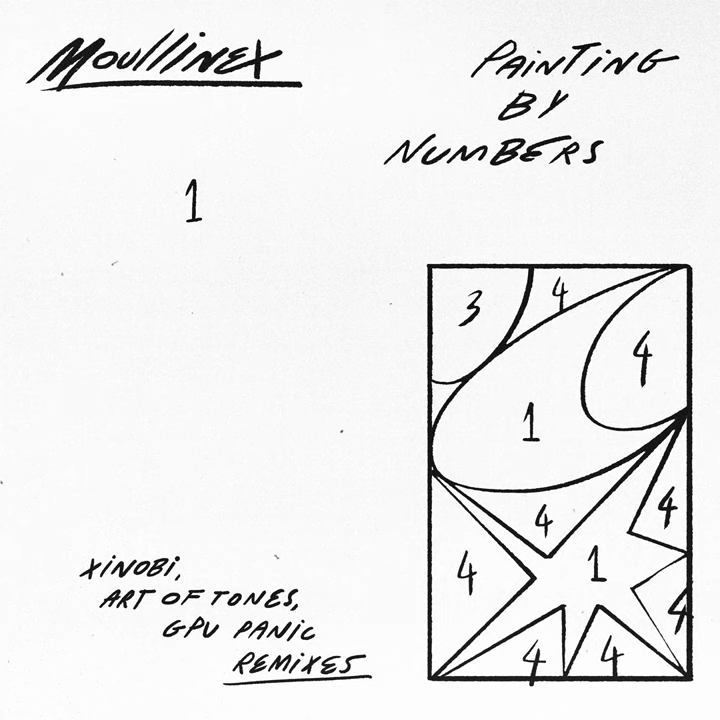 Moullinex
PAiNTiNG
BY
NUMBERS
1
3
4
4
1
4
4
4
1
4
4
4
XiNOBi,
ART OF TONES,
GPU PANiC
REMiXES